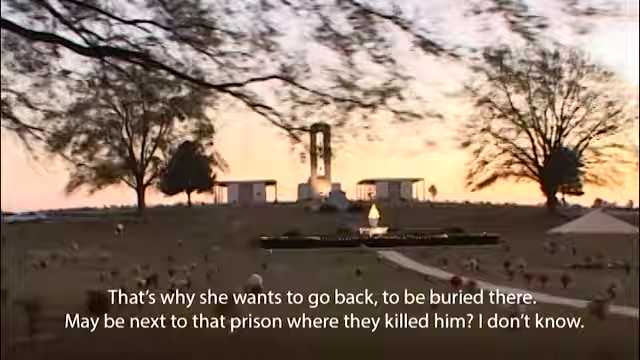 That's why she wants to go back, to be buried there.
May be next to that prison where they killed him? I don't know.